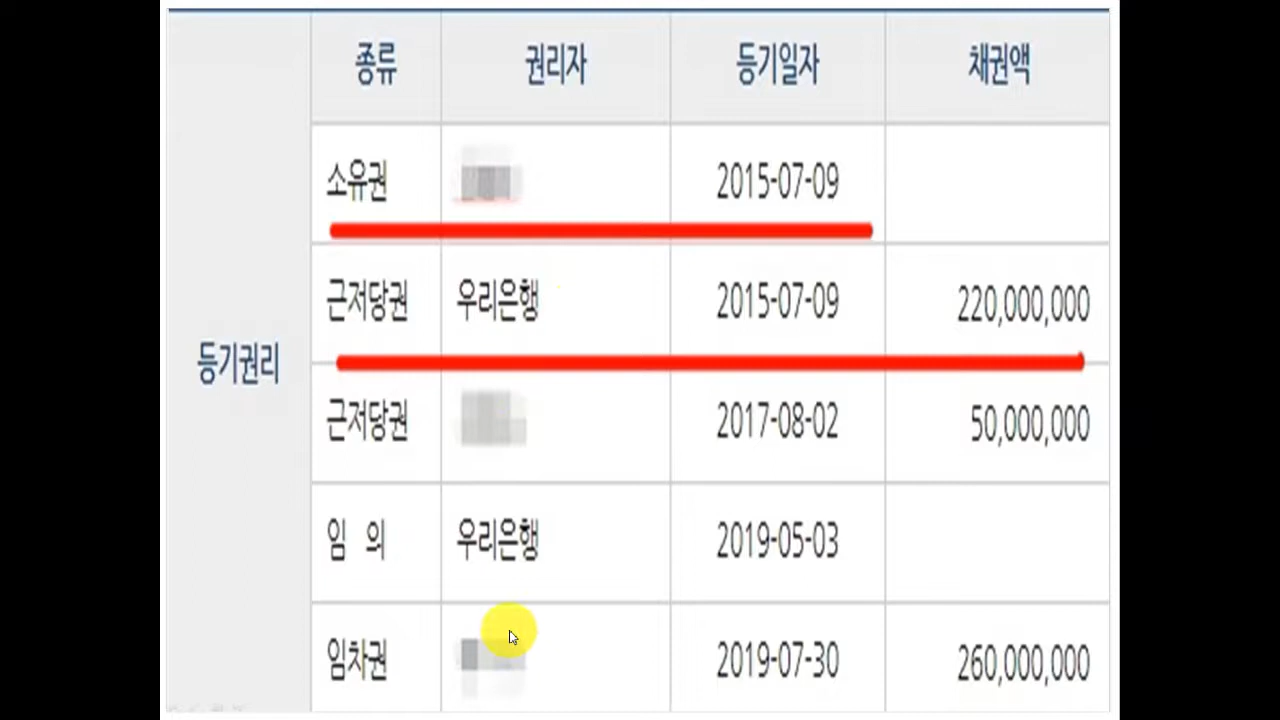 종류 권리자 등기일자 채권액
소유권 2015-07-09
근저당권 우리은행 2015-07-09 220,000,000
등기권리
근저당권 2017-08-02 50,000,000
임 의 우리은행 2019-05-03
임차권 2019-07-30 260,000,000